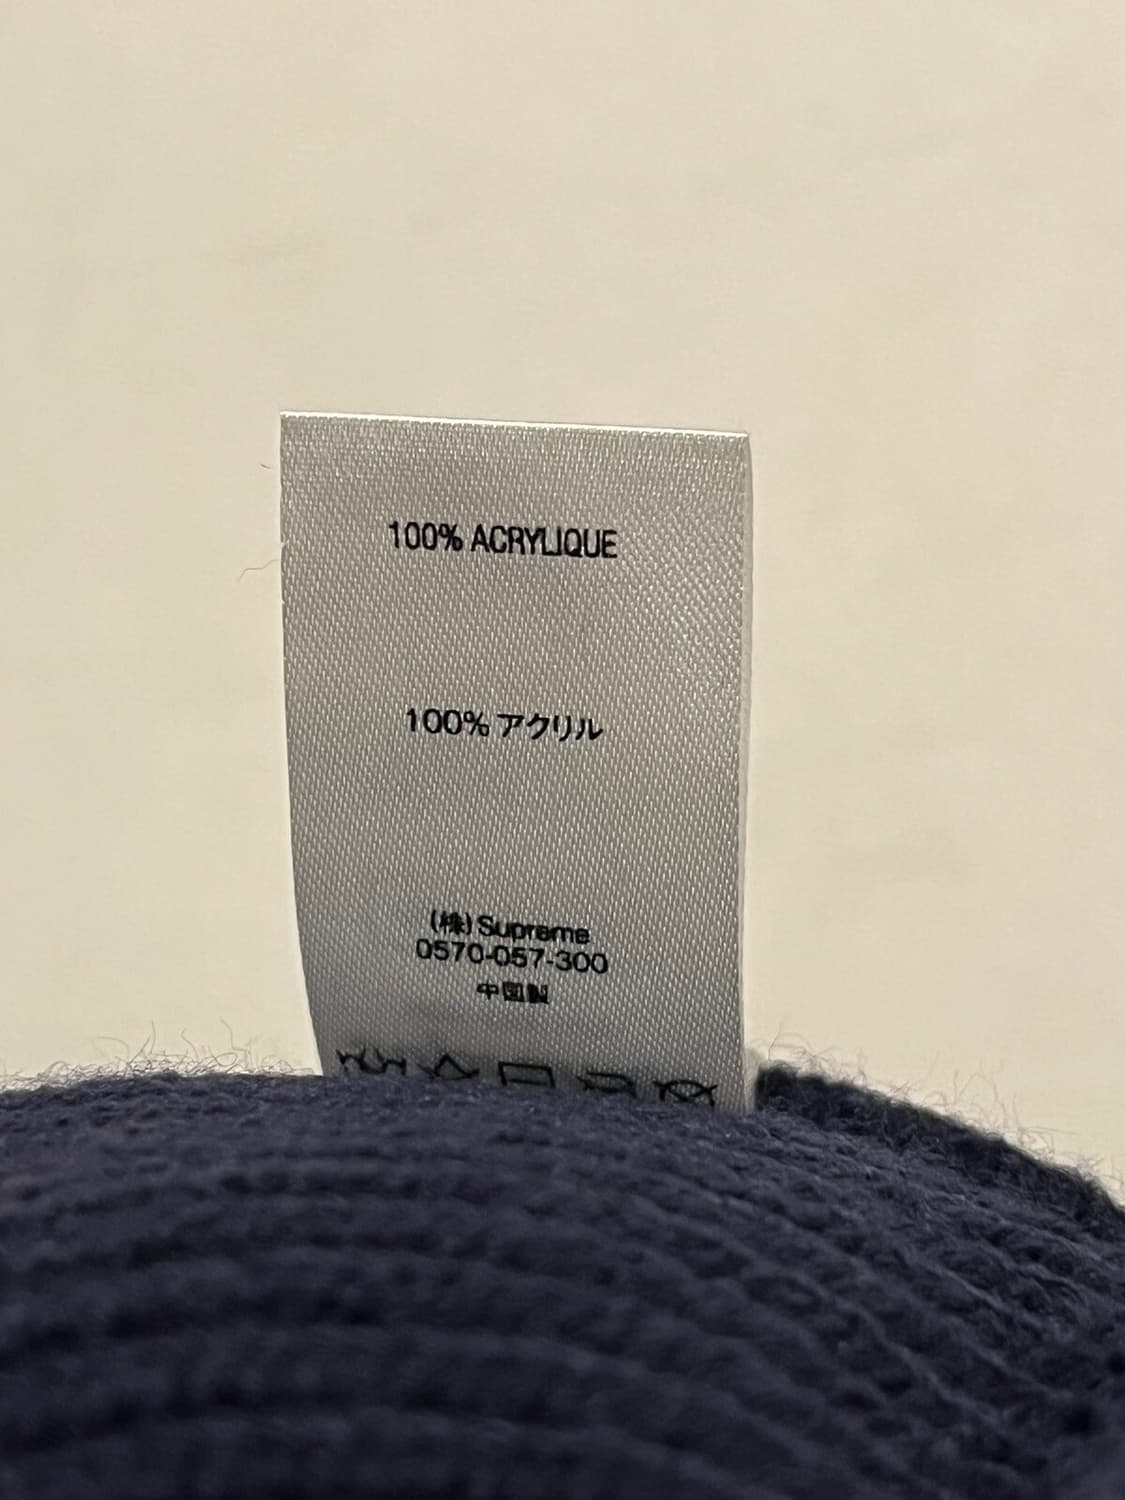 100% ACRYLIQUE
100% アクリル
(株) Supreme
0570-057-300
中国製